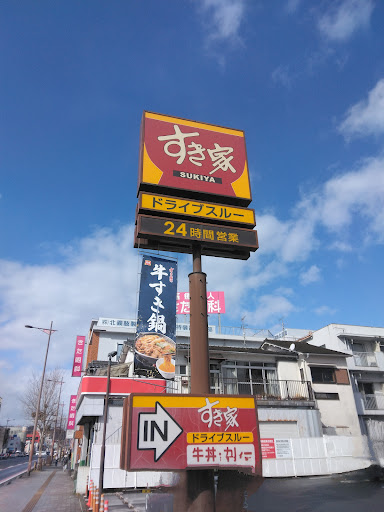 すき家
SUKIYA
ドライブスルー
24時間営業
牛すき鍋
IN
すき家
ドライブスルー
牛丼・カレー